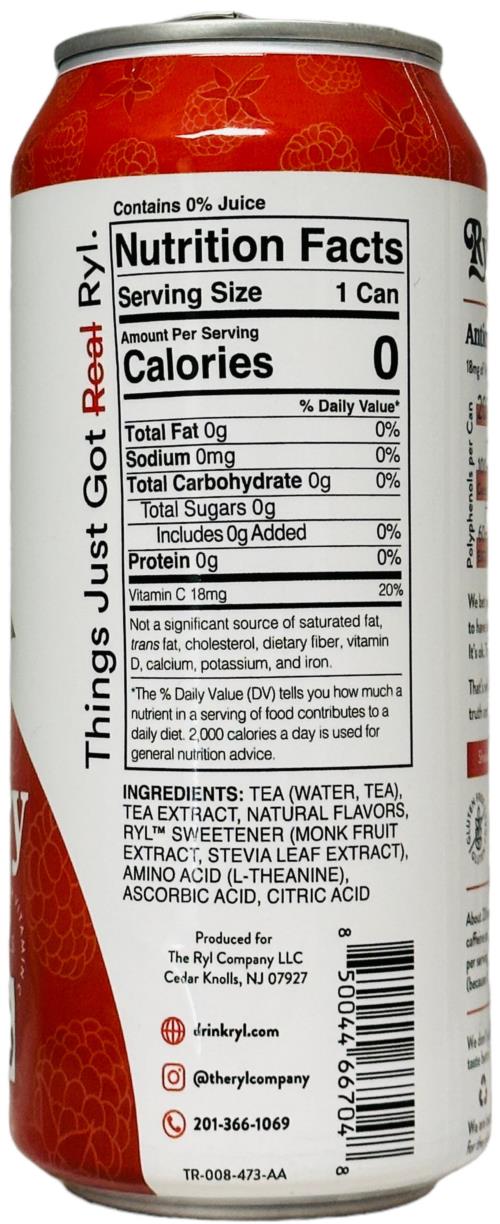 Contains 0% Juice
Nutrition Facts
Serving Size 1 Can
Amount Per Serving
Calories 0
% Daily Value*
Total Fat 0g 0%
Sodium 0mg 0%
Total Carbohydrate 0g 0%
Total Sugars 0g
Includes 0g Added 0%
Protein 0g 0%
Vitamin C 18mg 20%
Not a significant source of saturated fat,
trans fat, cholesterol, dietary fiber, vitamin
D, calcium, potassium, and iron.
*The % Daily Value (DV) tells you how much a
nutrient in a serving of food contributes to a
daily diet. 2,000 calories a day is used for
general nutrition advice.
INGREDIENTS: TEA (WATER, TEA),
TEA EXTRACT, NATURAL FLAVORS,
RYL™ SWEETENER (MONK FRUIT
EXTRACT, STEVIA LEAF EXTRACT),
AMINO ACID (L-THEANINE),
ASCORBIC ACID, CITRIC ACID
Produced for
The Ryl Company LLC
Cedar Knolls, NJ 07927
drinkryl.com
@therylcompany
201-366-1069
TR-008-473-AA
8 50044 66704 8
Things Just Got Real Ryl.
Polyphenols per Can